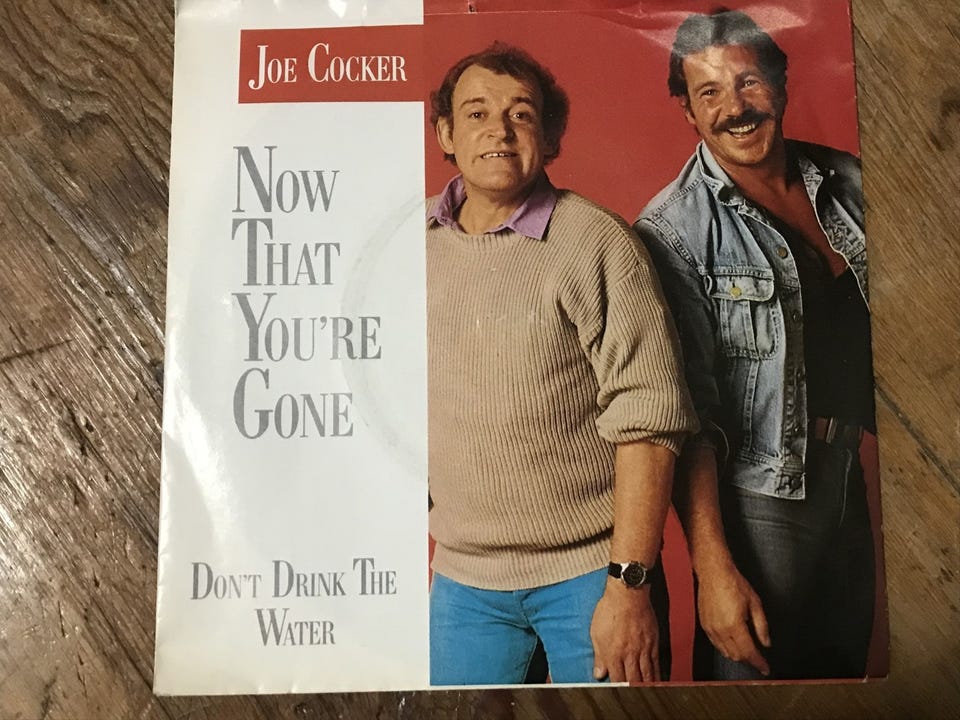 Joe Cocker
Now
That
You're
Gone
Don't Drink The
Water